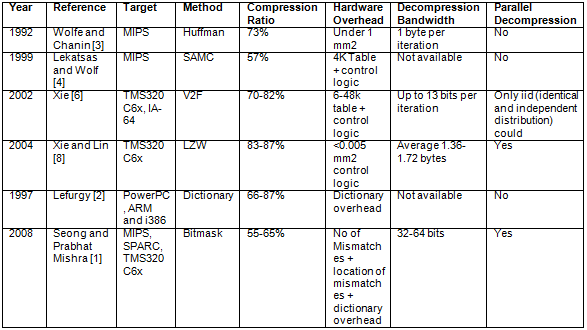 Year Reference Target Method Compression Ratio Hardware Overhead Decompression Bandwidth Parallel Decompression
1992 Wolfe and Chanin [3] MIPS Huffman 73% Under 1 mm2 1 byte per iteration No
1999 Lekatsas and Wolf [4] MIPS SAMC 57% 4K Table + control logic Not available No
2002 Xie [6] TMS320 C6x, IA-64 V2F 70-82% 6-48k table + control logic Up to 13 bits per iteration Only iid (identical and independent distribution) could
2004 Xie and Lin [8] TMS320 C6x LZW 83-87% <0.005 mm2 control logic Average 1.36-1.72 bytes Yes
1997 Lefurgy [2] PowerPC, ARM and i386 Dictionary 66-87% Dictionary overhead Not available No
2008 Seong and Prabhat Mishra [1] MIPS, SPARC, TMS320 C6x Bitmask 55-65% No of Mismatches + location of mismatches + dictionary overhead 32-64 bits Yes